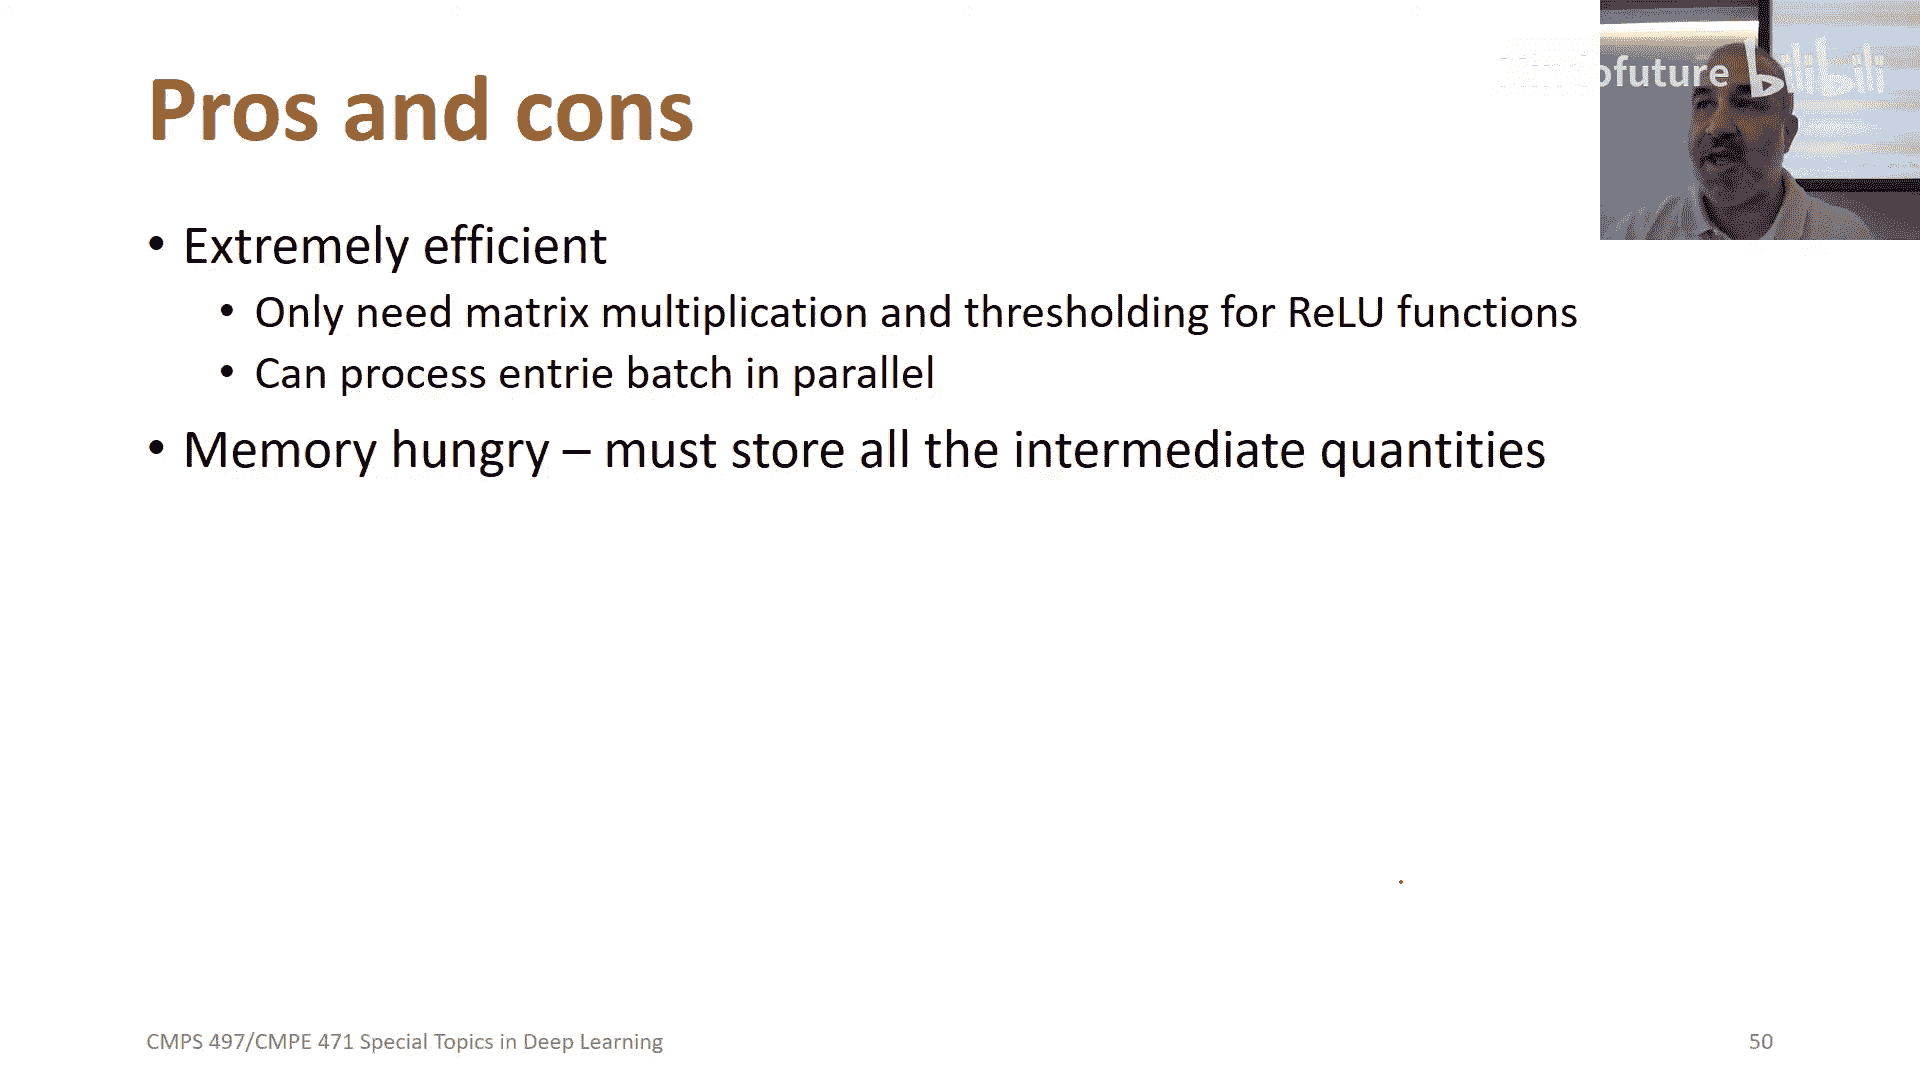 ofuture bilibili
Pros and cons
• Extremely efficient
• Only need matrix multiplication and thresholding for ReLU functions
• Can process entrie batch in parallel
• Memory hungry – must store all the intermediate quantities
CMPS 497/CMPE 471 Special Topics in Deep Learning
50